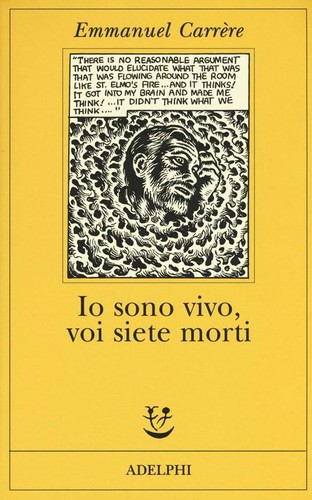 Emmanuel Carrère
"THERE IS NO REASONABLE ARGUMENT
THAT WOULD ELUCIDATE WHAT THAT WAS
THAT WAS FLOWING AROUND THE ROOM
LIKE ST. ELMO'S FIRE...AND IT THINKS!
IT GOT INTO MY BRAIN AND MADE ME
THINK!...IT DIDN'T THINK WHAT WE
THINK...."
Io sono vivo,
voi siete morti
ADELPHI